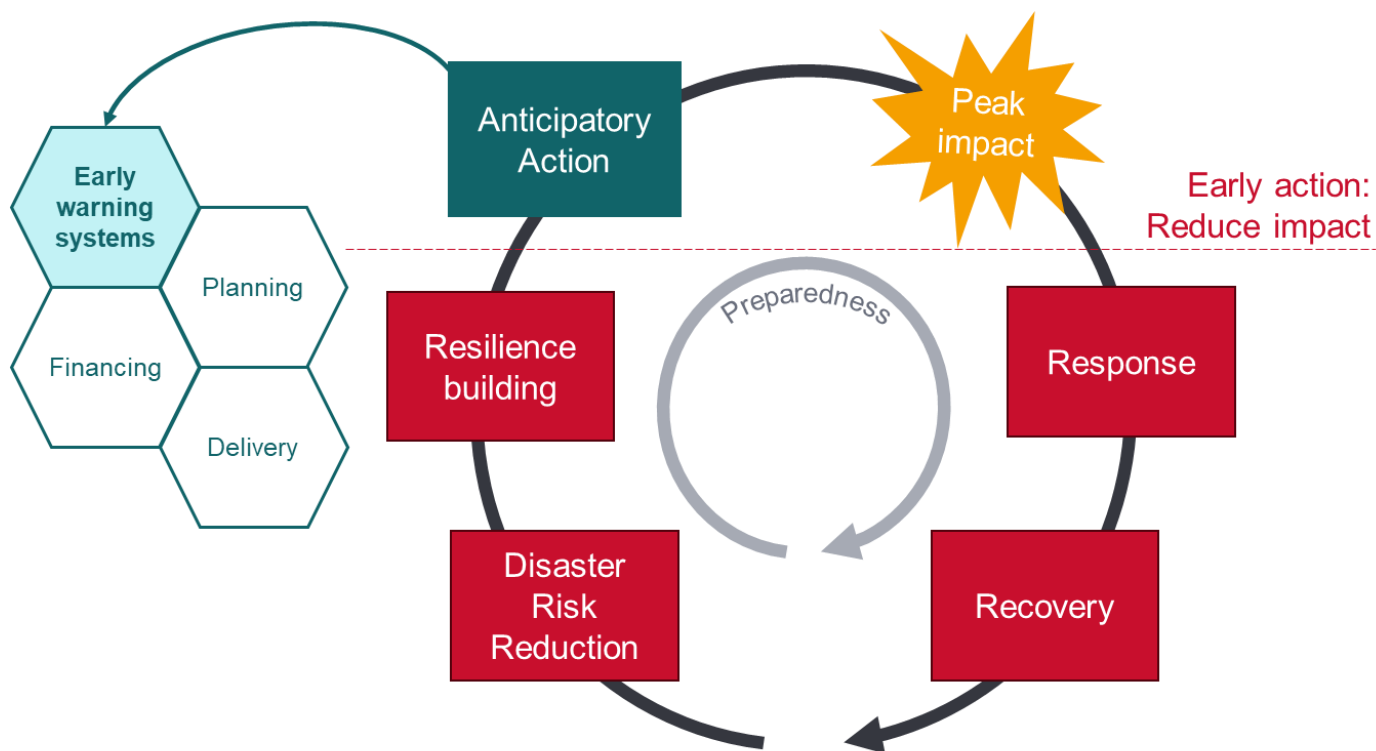 Early
warning
systems
Planning
Financing
Delivery
Anticipatory
Action
Peak
impact
Early action:
Reduce impact
Preparedness
Resilience
building
Response
Disaster
Risk
Reduction
Recovery